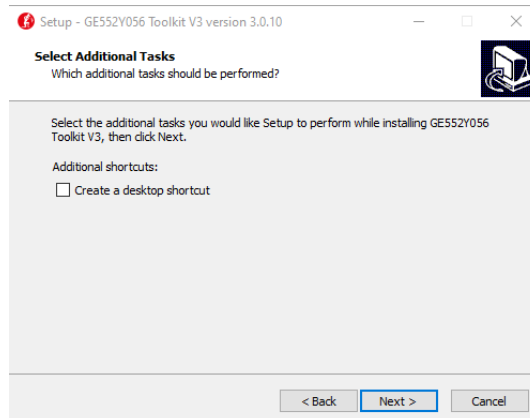 Setup - GE552Y056 Toolkit V3 version 3.0.10
Select Additional Tasks
Which additional tasks should be performed?
Select the additional tasks you would like Setup to perform while installing GE552Y056
Toolkit V3, then click Next.
Additional shortcuts:
Create a desktop shortcut
< Back
Next >
Cancel